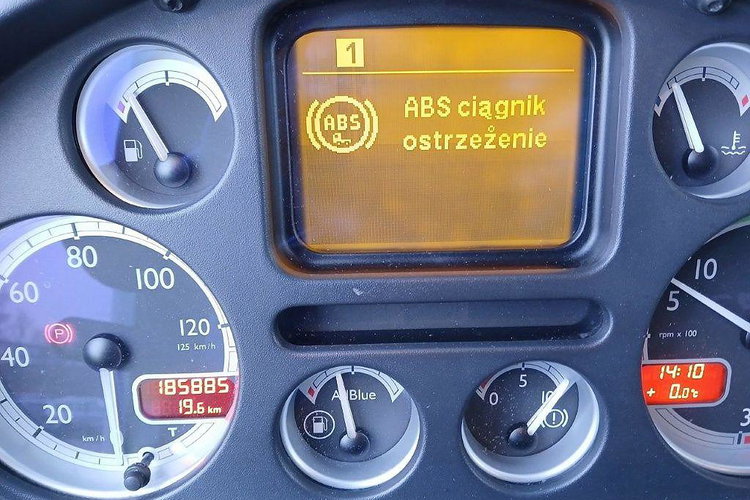 1
ABS
ABS ciągnik
ostrzeżenie
20
40
60
80
100
120
125 km/h
km/h
P
185885
19.6 km
T
AdBlue
0
5
10
5
10
rpm x 100
14:10
+ 0.0°C
3